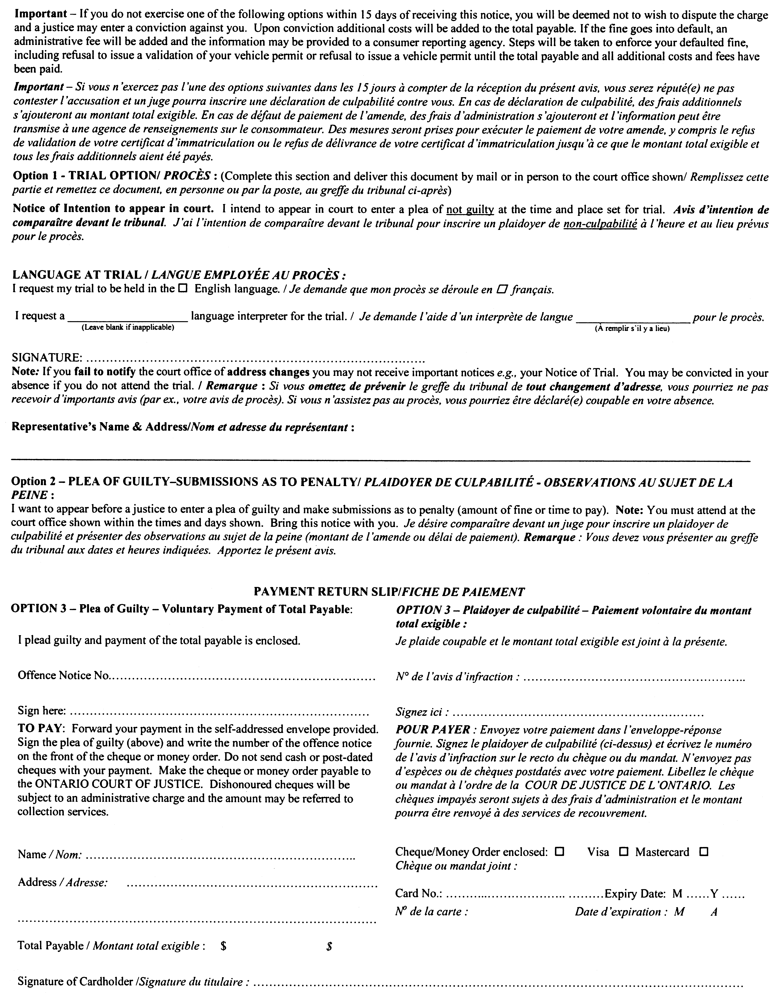 Important – If you do not exercise one of the following options within 15 days of receiving this notice, you will be deemed not to wish to dispute the charge
and a justice may enter a conviction against you. Upon conviction additional costs will be added to the total payable. If the fine goes into default, an
administrative fee will be added and the information may be provided to a consumer reporting agency. Steps will be taken to enforce your defaulted fine,
including refusal to issue a validation of your vehicle permit or refusal to issue a vehicle permit until the total payable and all additional costs and fees have
been paid.
Important – Si vous n'exercez pas l'une des options suivantes dans les 15 jours à compter de la réception du présent avis, vous serez réputé(e) ne pas
contester l'accusation et un juge pourra inscrire une déclaration de culpabilité contre vous. En cas de déclaration de culpabilité, des frais additionnels
s'ajouteront au montant total exigible. En cas de défaut de paiement de l'amende, des frais d'administration s'ajouteront et l'information peut être
transmise à une agence de renseignements sur le consommateur. Des mesures seront prises pour exécuter le paiement de votre amende, y compris le refus
de validation de votre certificat d'immatriculation ou le refus de délivrance de votre certificat d'immatriculation jusqu'à ce que le montant total exigible et
tous les frais additionnels aient été payés.
Option 1 - TRIAL OPTION/ PROCÈS : (Complete this section and deliver this document by mail or in person to the court office shown/ Remplissez cette
partie et remettez ce document, en personne ou par la poste, au greffe du tribunal ci-après)
Notice of Intention to appear in court. I intend to appear in court to enter a plea of not guilty at the time and place set for trial. Avis d'intention de
comparaître devant le tribunal. J'ai l'intention de comparaître devant le tribunal pour inscrire un plaidoyer de non-culpabilité à l'heure et au lieu prévus
pour le procès.
LANGUAGE AT TRIAL / LANGUE EMPLOYÉE AU PROCÈS :
I request my trial to be held in the ☐ English language. / Je demande que mon procès se déroule en ☐ français.
I request a ____________________ language interpreter for the trial. / Je demande l'aide d'un interprète de langue ____________________ pour le procès.
(Leave blank if inapplicable) (À remplir s'il y a lieu)
SIGNATURE: ....................................................................................
Note: If you fail to notify the court office of address changes you may not receive important notices e.g., your Notice of Trial. You may be convicted in your
absence if you do not attend the trial. / Remarque : Si vous omettez de prévenir le greffe du tribunal de tout changement d'adresse, vous pourriez ne pas
recevoir d'importants avis (par ex., votre avis de procès). Si vous n'assistez pas au procès, vous pourriez être déclaré(e) coupable en votre absence.
Representative's Name & Address/Nom et adresse du représentant :
Option 2 – PLEA OF GUILTY–SUBMISSIONS AS TO PENALTY/ PLAIDOYER DE CULPABILITÉ - OBSERVATIONS AU SUJET DE LA
PEINE :
I want to appear before a justice to enter a plea of guilty and make submissions as to penalty (amount of fine or time to pay). Note: You must attend at the
court office shown within the times and days shown. Bring this notice with you. Je désire comparaître devant un juge pour inscrire un plaidoyer de
culpabilité et présenter des observations au sujet de la peine (montant de l'amende ou délai de paiement). Remarque : Vous devez vous présenter au greffe
du tribunal aux dates et heures indiquées. Apportez le présent avis.
PAYMENT RETURN SLIP/FICHE DE PAIEMENT
OPTION 3 – Plea of Guilty – Voluntary Payment of Total Payable:
I plead guilty and payment of the total payable is enclosed.
Offence Notice No..................................................................
Sign here: ..........................................................................
TO PAY: Forward your payment in the self-addressed envelope provided.
Sign the plea of guilty (above) and write the number of the offence notice
on the front of the cheque or money order. Do not send cash or post-dated
cheques with your payment. Make the cheque or money order payable to
the ONTARIO COURT OF JUSTICE. Dishonoured cheques will be
subject to an administrative charge and the amount may be referred to
collection services.
OPTION 3 – Plaidoyer de culpabilité – Paiement volontaire du montant
total exigible :
Je plaide coupable et le montant total exigible est joint à la présente.
N° de l'avis d'infraction : ......................................................
Signez ici : ..............................................................
POUR PAYER : Envoyez votre paiement dans l'enveloppe-réponse
fournie. Signez le plaidoyer de culpabilité (ci-dessus) et écrivez le numéro
de l'avis d'infraction sur le recto du chèque ou du mandat. N'envoyez pas
d'espèces ou de chèques postdatés avec votre paiement. Libellez le chèque
ou mandat à l'ordre de la COUR DE JUSTICE DE L'ONTARIO. Les
chèques impayés seront sujets à des frais d'administration et le montant
pourra être renvoyé à des services de recouvrement.
Name / Nom: ..................................................................
Address / Adresse: ..............................................................
..........................................................................................
Total Payable / Montant total exigible : $ $
Cheque/Money Order enclosed: ☐ Visa ☐ Mastercard ☐
Chèque ou mandat joint :
Card No.: .............................. .........Expiry Date: M ......Y ......
N° de la carte : Date d'expiration : M A
Signature of Cardholder /Signature du titulaire : ..........................................................................................